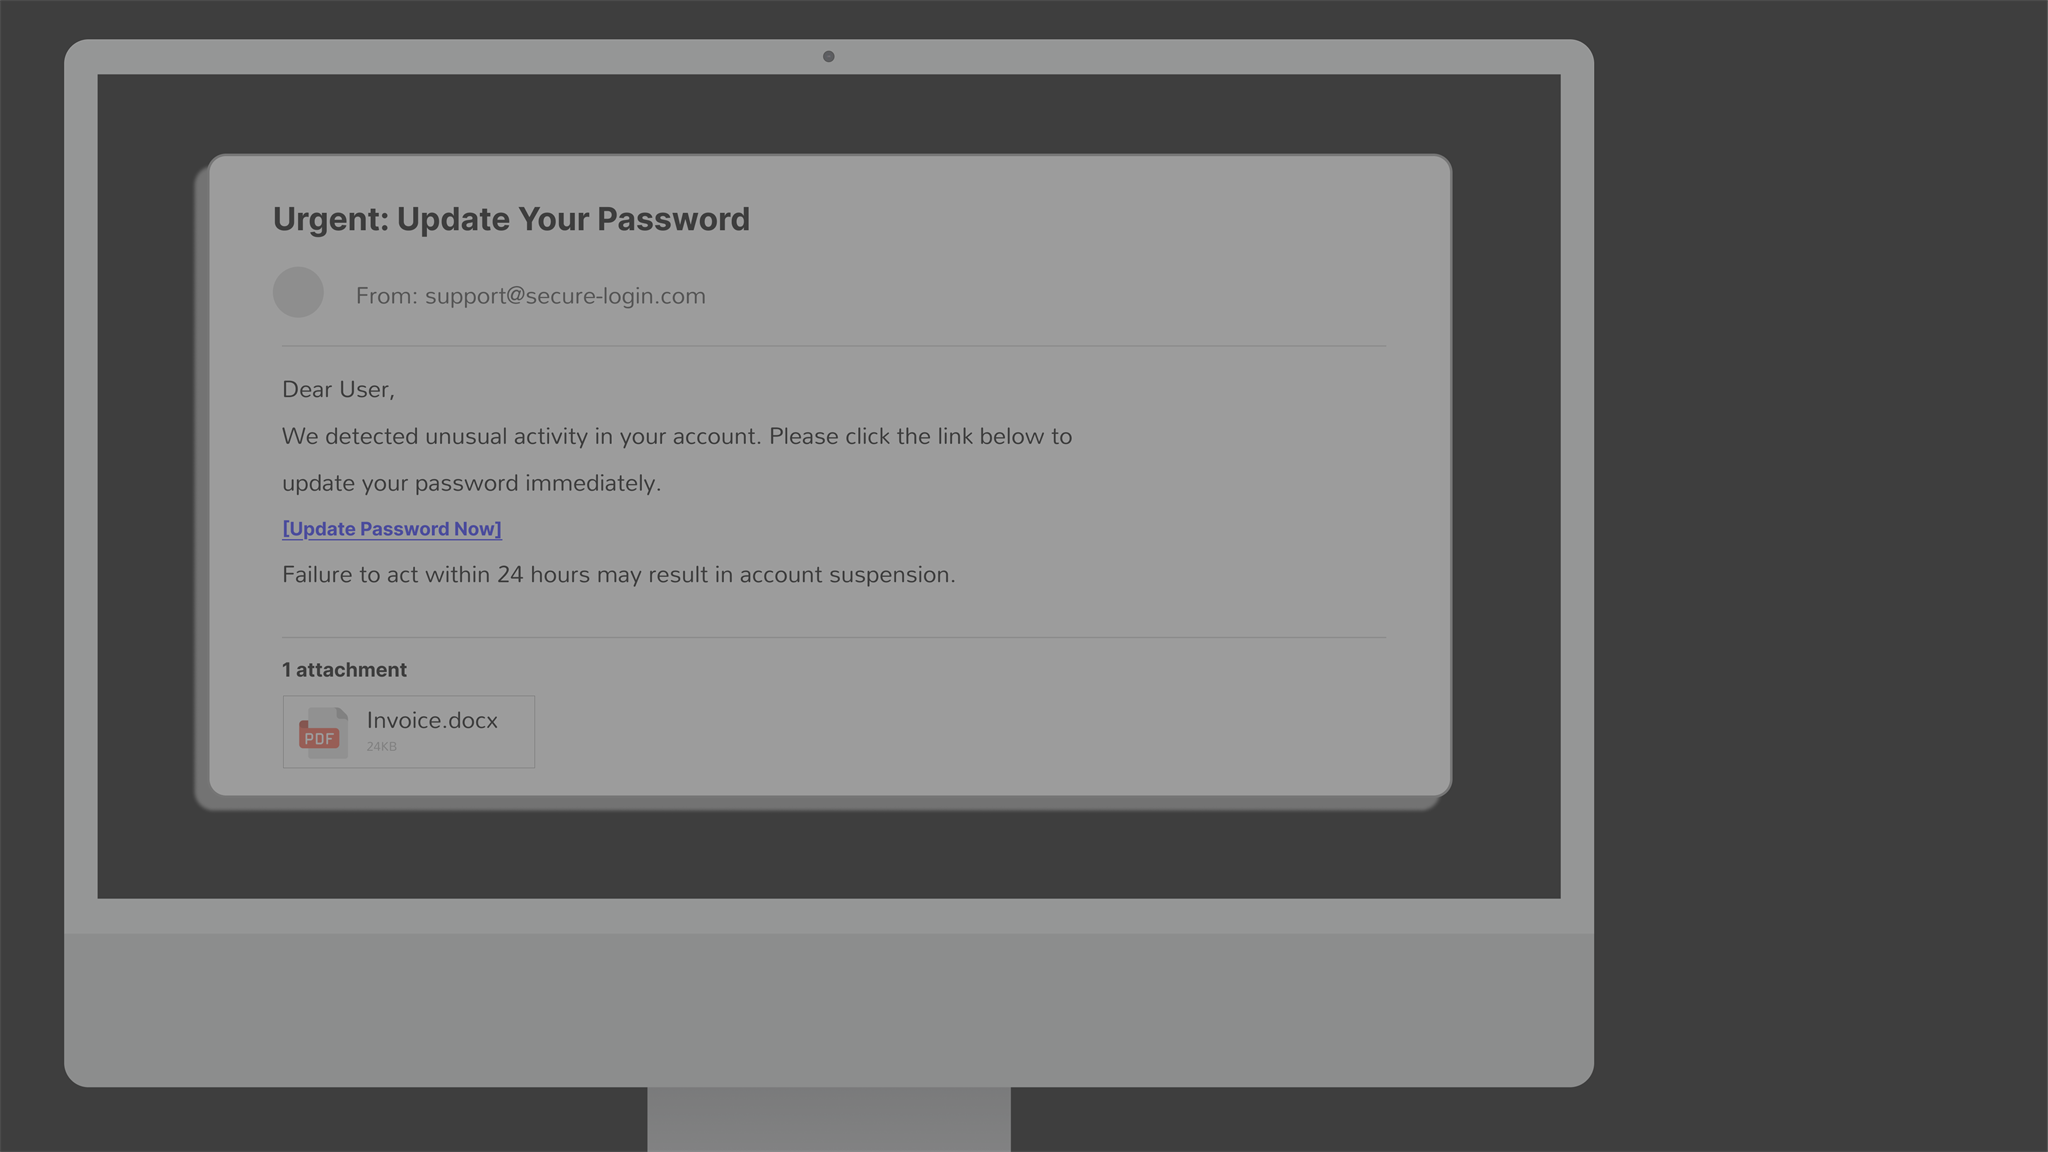 Urgent: Update Your Password
From: support@secure-login.com
Dear User,
We detected unusual activity in your account. Please click the link below to
update your password immediately.
[Update Password Now]
Failure to act within 24 hours may result in account suspension.
1 attachment
PDF
Invoice.docx
24KB